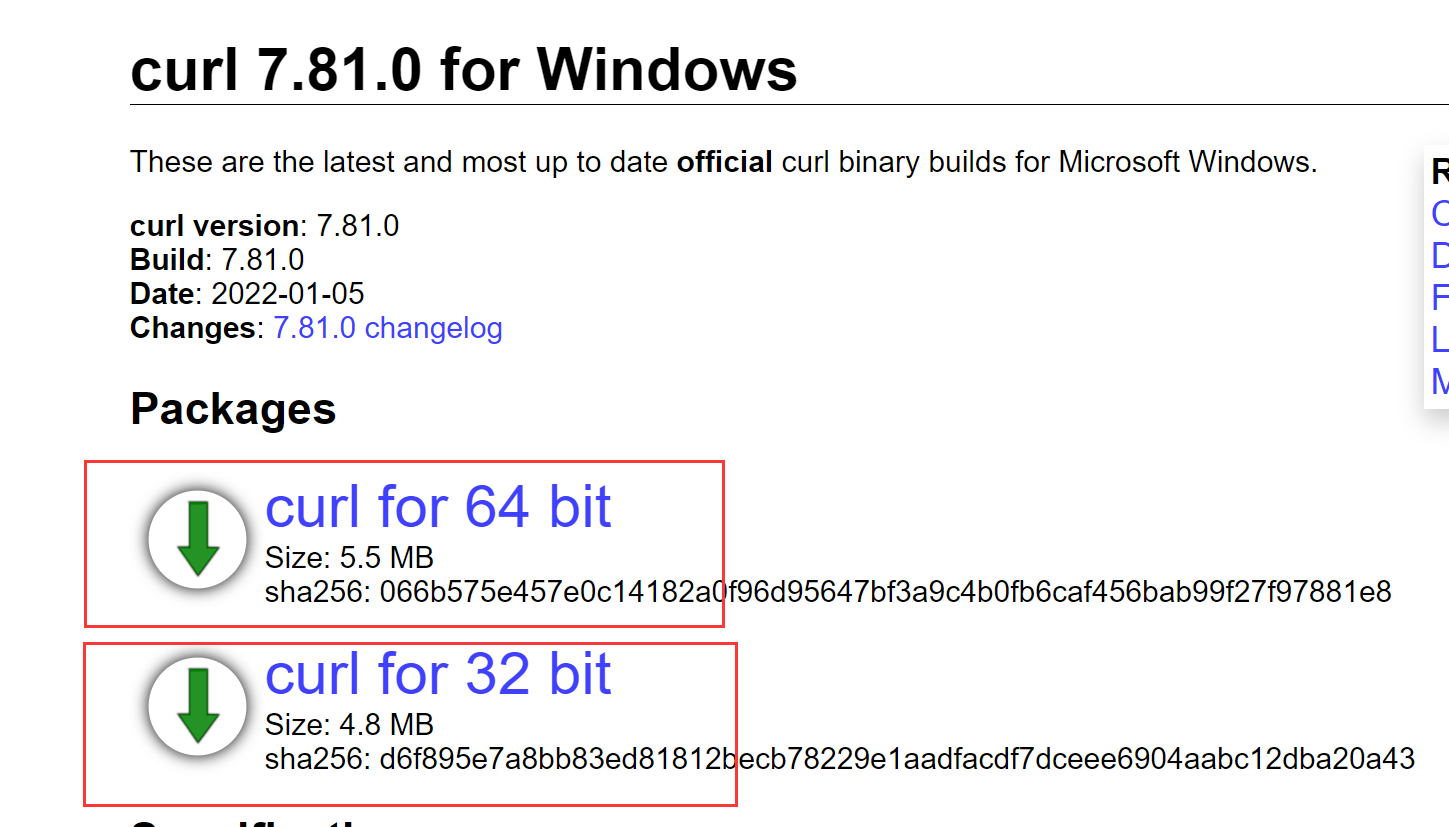 curl 7.81.0 for Windows
These are the latest and most up to date official curl binary builds for Microsoft Windows.
curl version: 7.81.0
Build: 7.81.0
Date: 2022-01-05
Changes: 7.81.0 changelog
Packages
curl for 64 bit
Size: 5.5 MB
sha256: 066b575e457e0c14182a0f96d95647bf3a9c4b0fb6caf456bab99f27f97881e8
curl for 32 bit
Size: 4.8 MB
sha256: d6f895e7a8bb83ed81812becb78229e1aadfacdf7dceee6904aabc12dba20a43